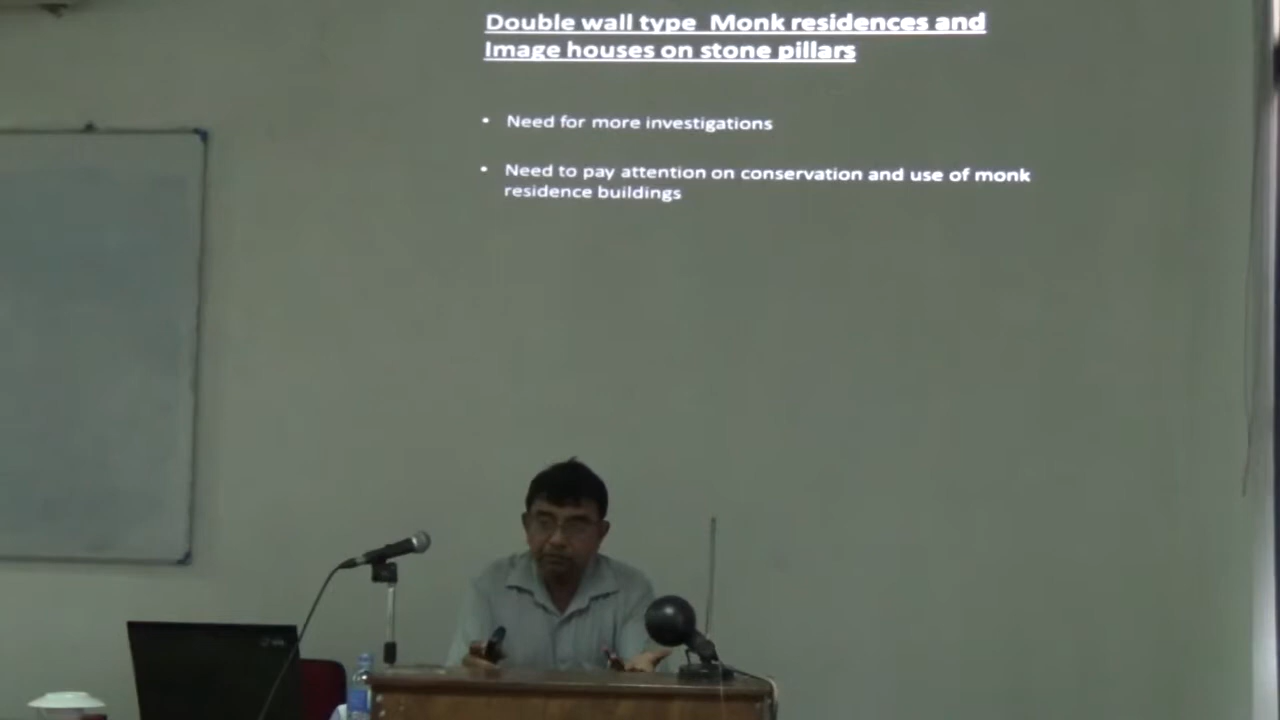 Double wall type Monk residences and
Image houses on stone pillars
• Need for more investigations
• Need to pay attention on conservation and use of monk
residence buildings